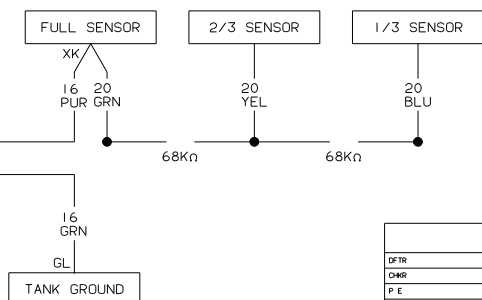 FULL SENSOR
2/3 SENSOR
1/3 SENSOR
XK
16
PUR
20
GRN
20
YEL
20
BLU
68KΩ
68KΩ
16
GRN
GL
TANK GROUND
DFTR
CHKR
P E